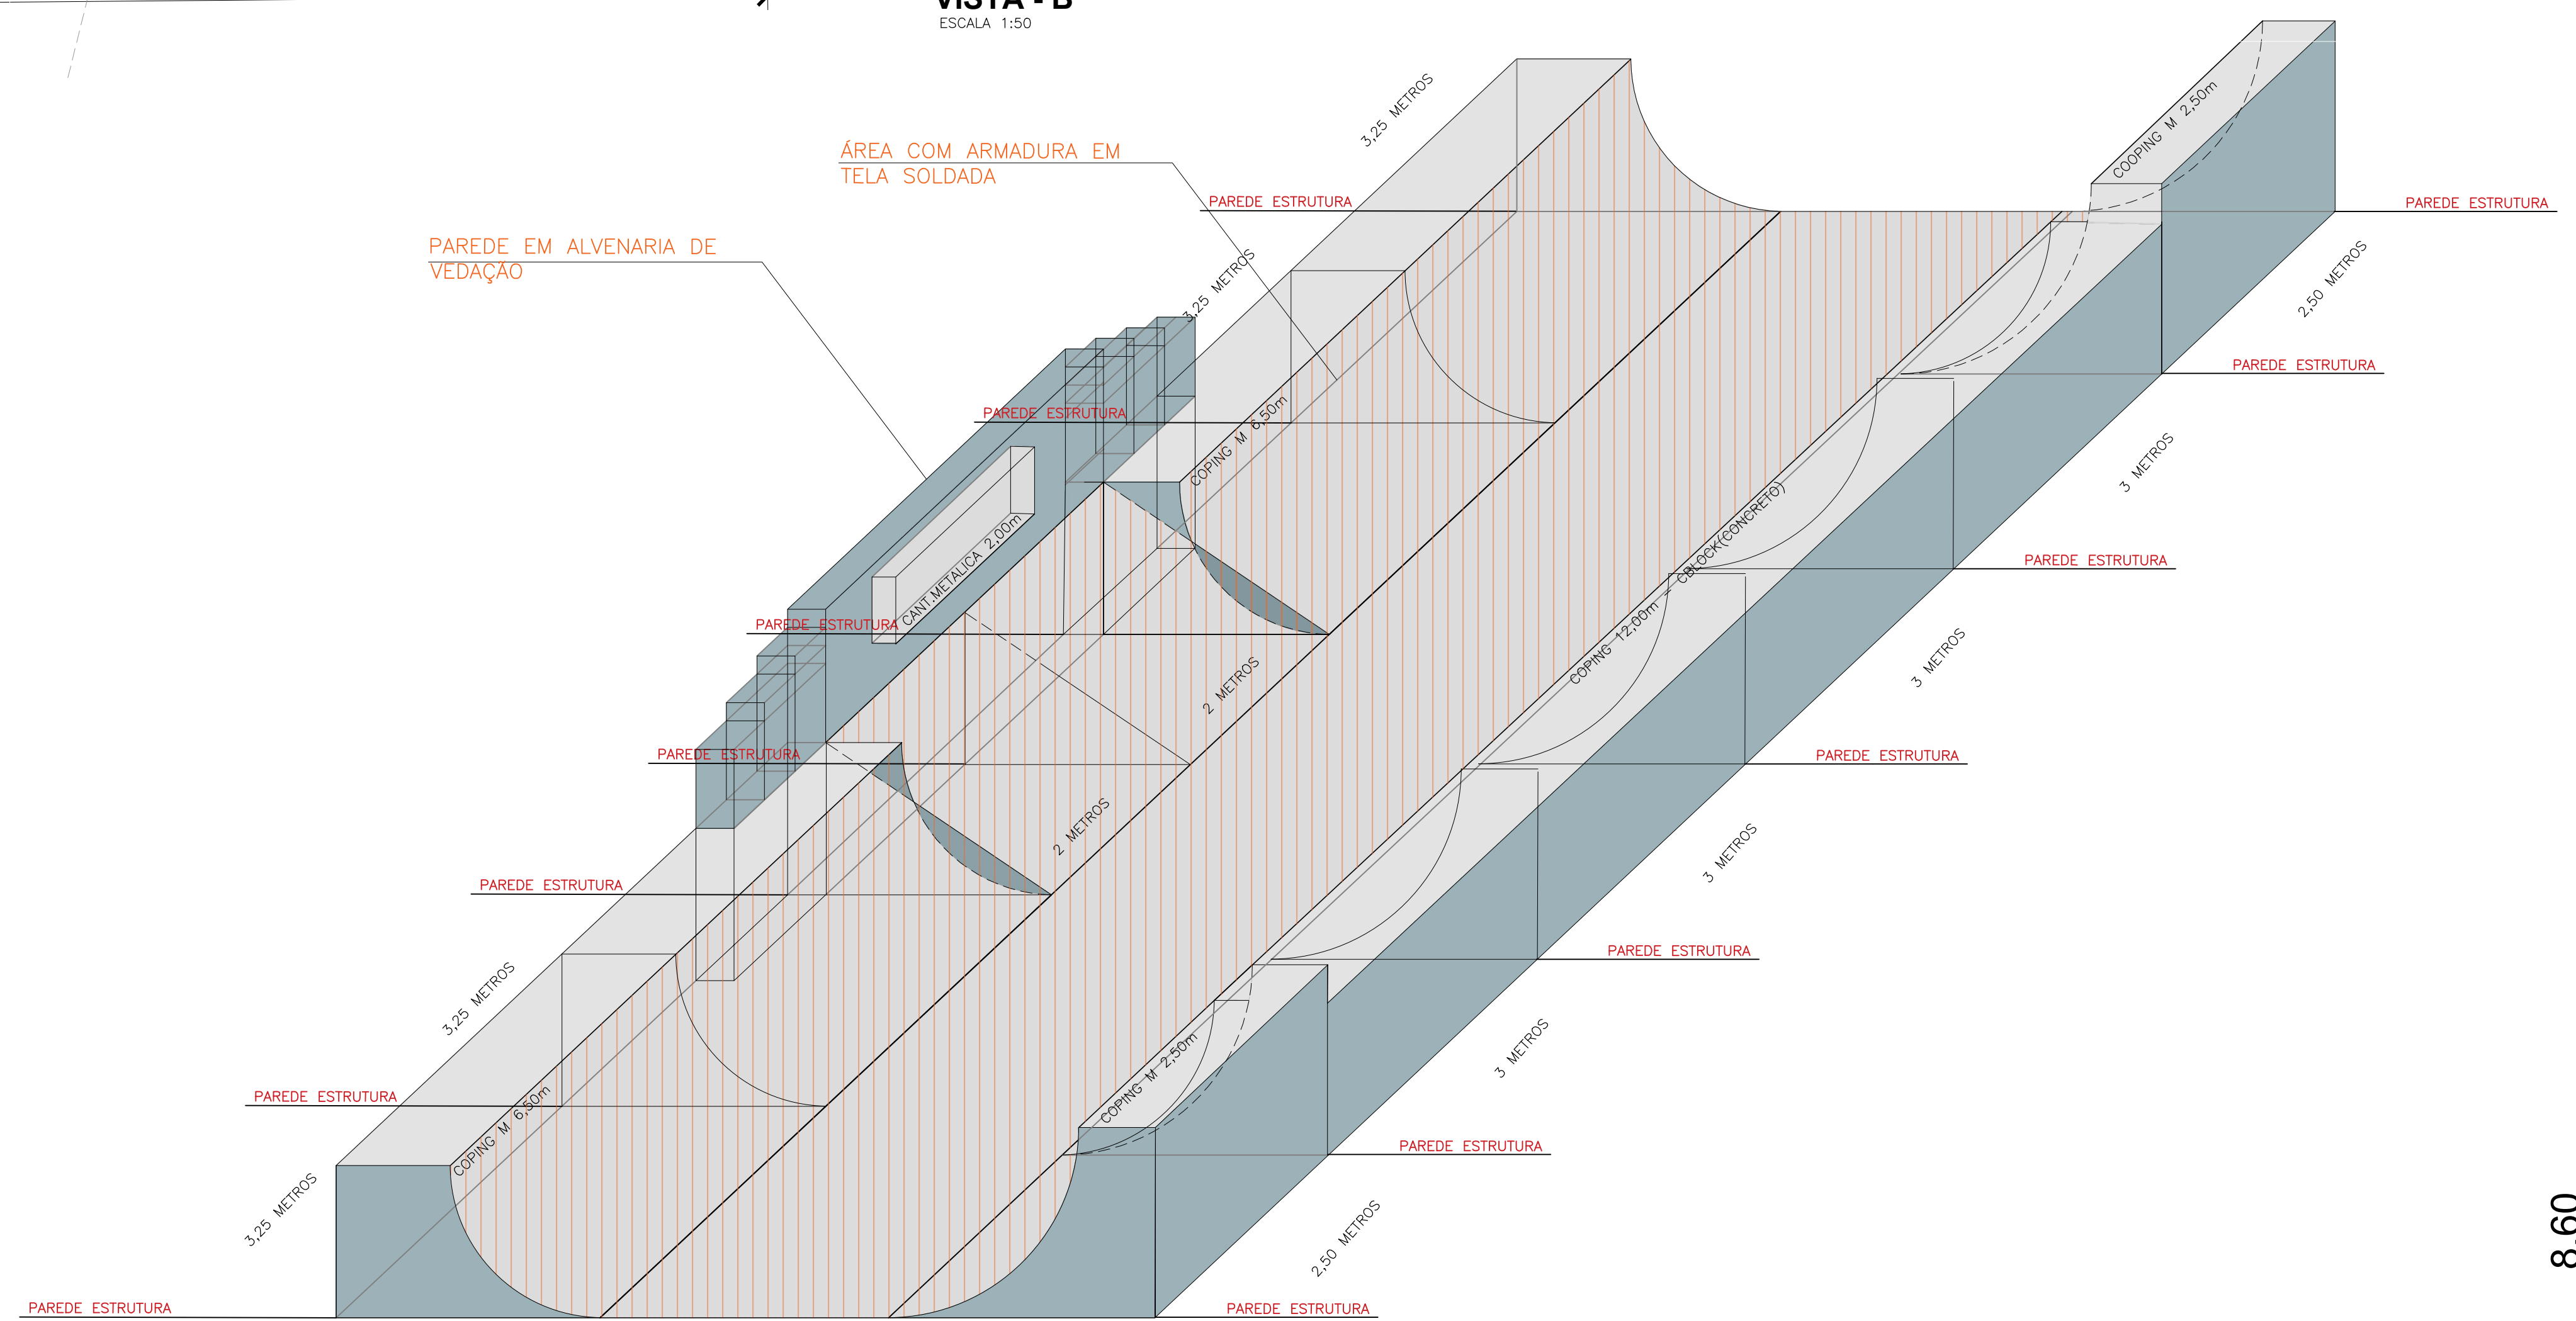 VISTA - B
ESCALA 1:50
3,25 METROS
COOPING M 2,50m
ÁREA COM ARMADURA EM
TELA SOLDADA
PAREDE ESTRUTURA
PAREDE ESTRUTURA
PAREDE EM ALVENARIA DE
VEDAÇÃO
3,25 METROS
2,50 METROS
PAREDE ESTRUTURA
PAREDE ESTRUTURA
COPING M 6,50m
3 METROS
CANT.METALICA 2,00m
COPING 12,00m - CBLOCK(CONCRETO)
PAREDE ESTRUTURA
PAREDE ESTRUTURA
2 METROS
3 METROS
PAREDE ESTRUTURA
PAREDE ESTRUTURA
2 METROS
3 METROS
PAREDE ESTRUTURA
PAREDE ESTRUTURA
3,25 METROS
3 METROS
COPING M 2,50m
PAREDE ESTRUTURA
PAREDE ESTRUTURA
COPING M 6,50m
3,25 METROS
2,50 METROS
8.60
PAREDE ESTRUTURA
PAREDE ESTRUTURA